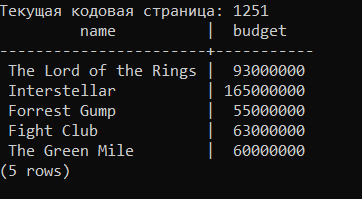 Текущая кодовая страница: 1251
name | budget
-----------------------+-----------
The Lord of the Rings | 93000000
Interstellar | 165000000
Forrest Gump | 55000000
Fight Club | 63000000
The Green Mile | 60000000
(5 rows)